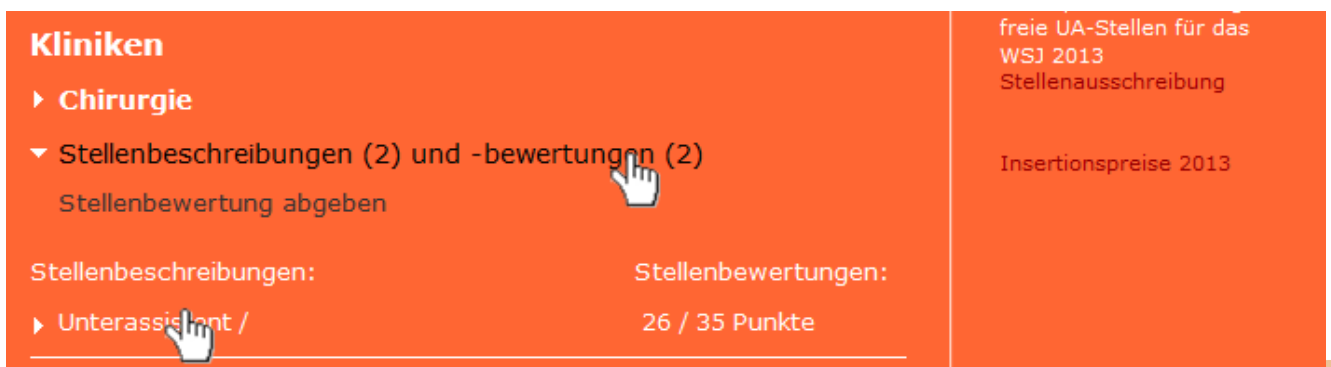 Kliniken
Chirurgie
Stellenbeschreibungen (2) und -bewertungen (2)
Stellenbewertung abgeben
Stellenbeschreibungen: Stellenbewertungen:
Unterassistent / 26 / 35 Punkte
freie UA-Stellen für das
WSJ 2013
Stellenausschreibung
Insertionspreise 2013